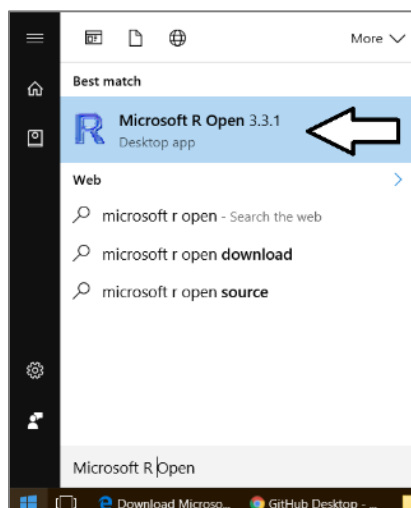 More
Best match
Microsoft R Open 3.3.1
Desktop app
Web
microsoft r open - Search the web
microsoft r open download
microsoft r open source
Microsoft R Open
Download Microso... GitHub Desktop - ...